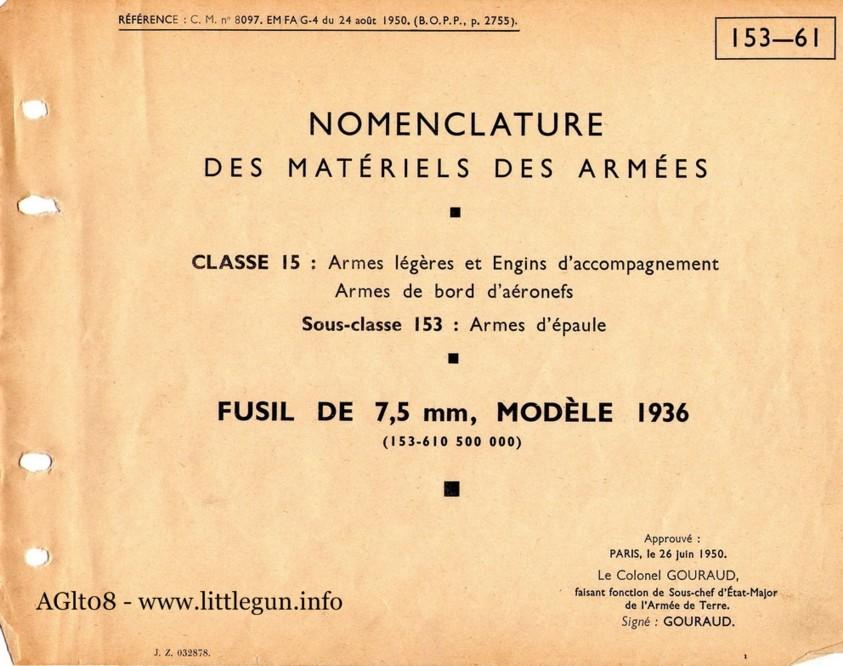 RÉFÉRENCE : C. M. n° 8097. EM FA G-4 du 24 août 1950. (B.O.P.P., p. 2755).
153—61
NOMENCLATURE
DES MATÉRIELS DES ARMÉES
CLASSE 15 : Armes légères et Engins d'accompagnement
Armes de bord d'aéronefs
Sous-classe 153 : Armes d'épaule
FUSIL DE 7,5 mm, MODÈLE 1936
(153-610 500 000)
Approuvé :
PARIS, le 26 juin 1950.
Le Colonel GOURAUD,
faisant fonction de Sous-chef d'État-Major
de l'Armée de Terre.
Signé : GOURAUD.
AGlto8 - www.littlegun.info
J. Z. 032878.
1